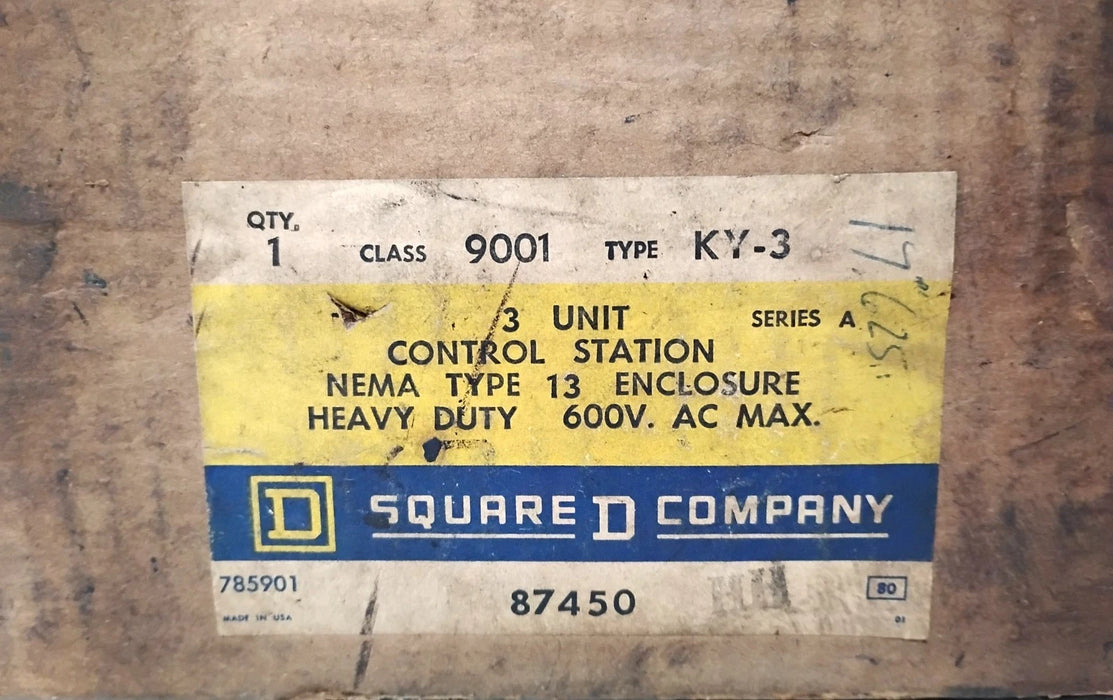 QTY.
1 CLASS 9001 TYPE KY-3
3 UNIT SERIES A
CONTROL STATION
NEMA TYPE 13 ENCLOSURE
HEAVY DUTY 600V. AC MAX.
D SQUARE D COMPANY
785901 87450 80
MADE IN USA